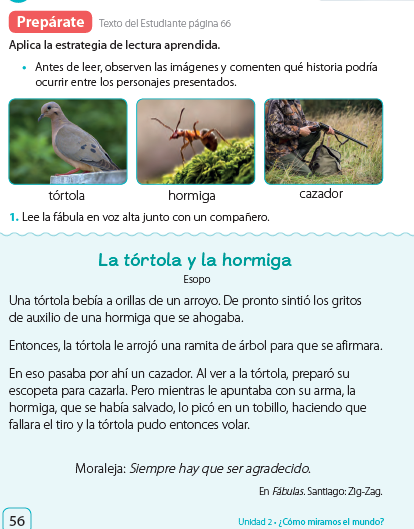 Prepárate Texto del Estudiante página 66
Aplica la estrategia de lectura aprendida.
• Antes de leer, observen las imágenes y comenten qué historia podría
ocurrir entre los personajes presentados.
tórtola hormiga cazador
1. Lee la fábula en voz alta junto con un compañero.
La tórtola y la hormiga
Esopo
Una tórtola bebía a orillas de un arroyo. De pronto sintió los gritos
de auxilio de una hormiga que se ahogaba.
Entonces, la tórtola le arrojó una ramita de árbol para que se afirmara.
En eso pasaba por ahí un cazador. Al ver a la tórtola, preparó su
escopeta para cazarla. Pero mientras le apuntaba con su arma, la
hormiga, que se había salvado, lo picó en un tobillo, haciendo que
fallara el tiro y la tórtola pudo entonces volar.
Moraleja: Siempre hay que ser agradecido.
En Fábulas. Santiago: Zig-Zag.
56 Unidad 2 • ¿Cómo miramos el mundo?